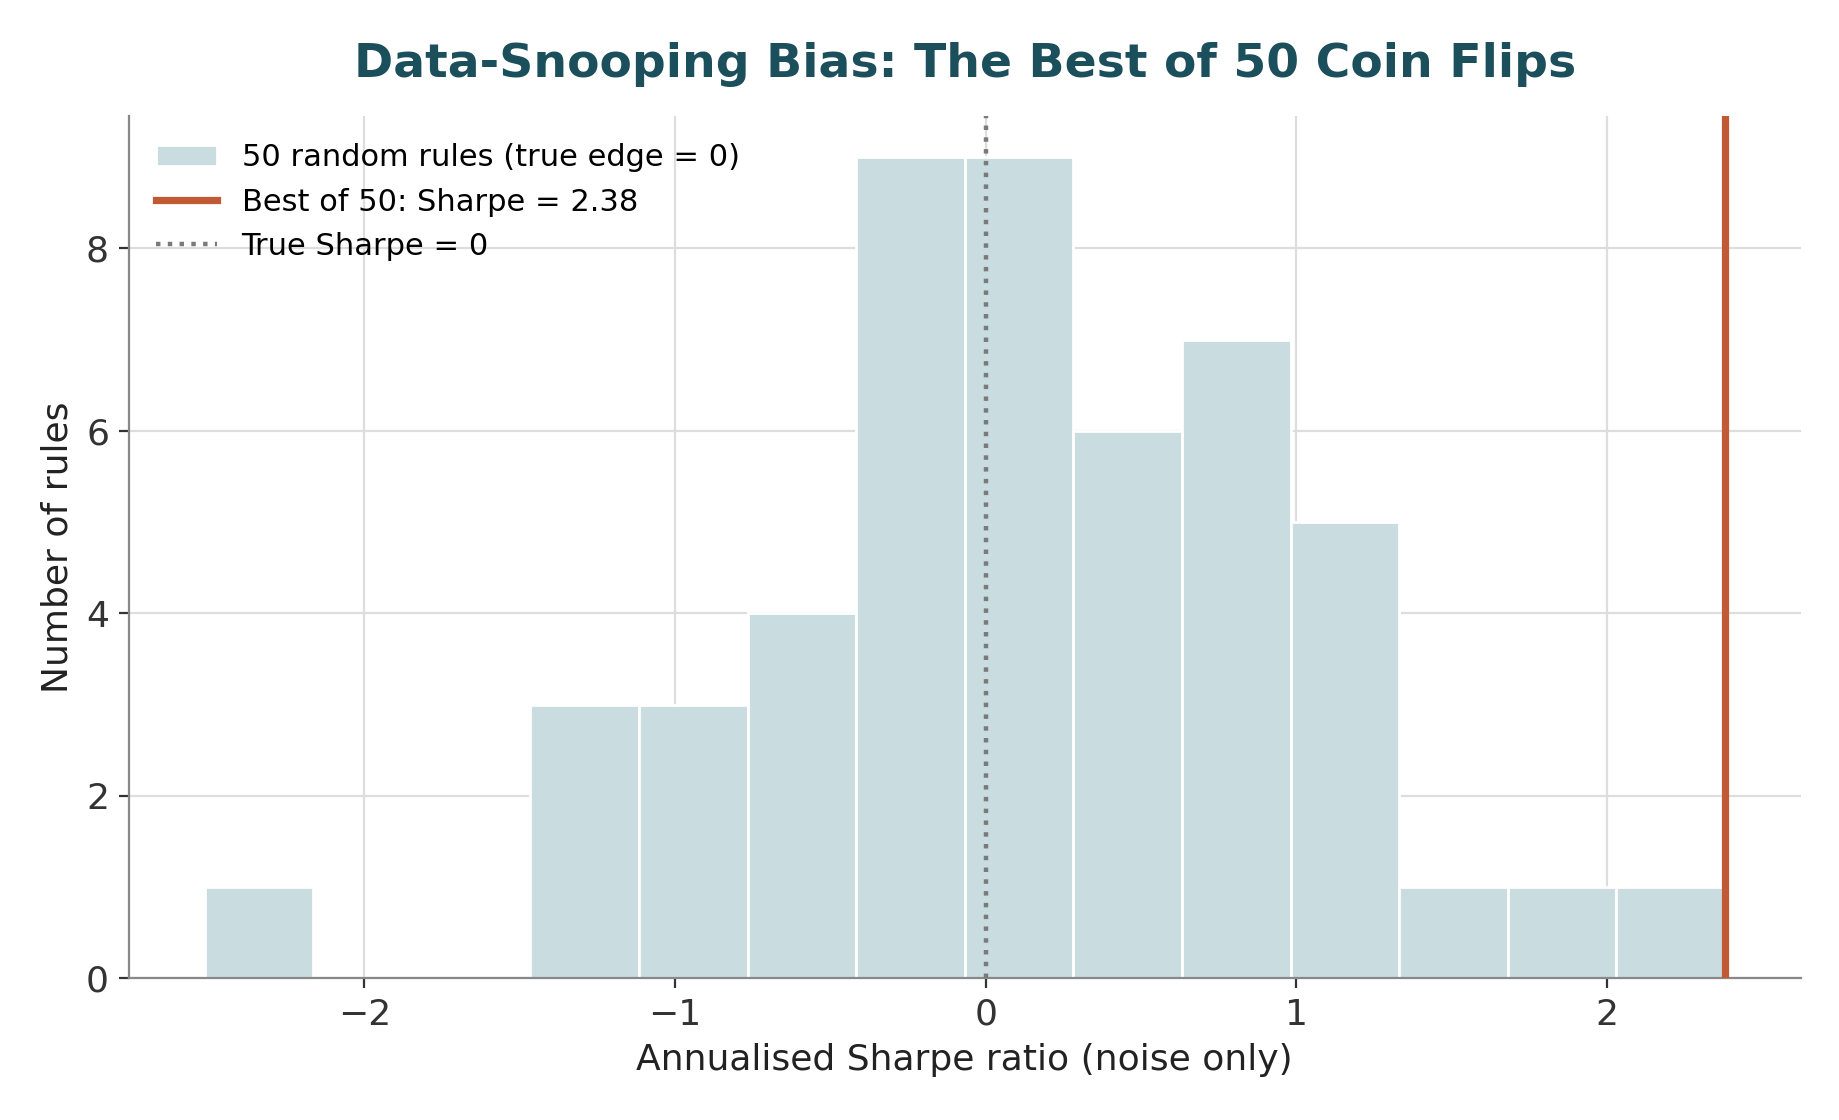 Data-Snooping Bias: The Best of 50 Coin Flips
50 random rules (true edge = 0)
Best of 50: Sharpe = 2.38
True Sharpe = 0
Number of rules
8
6
4
2
0
−2 −1 0 1 2
Annualised Sharpe ratio (noise only)